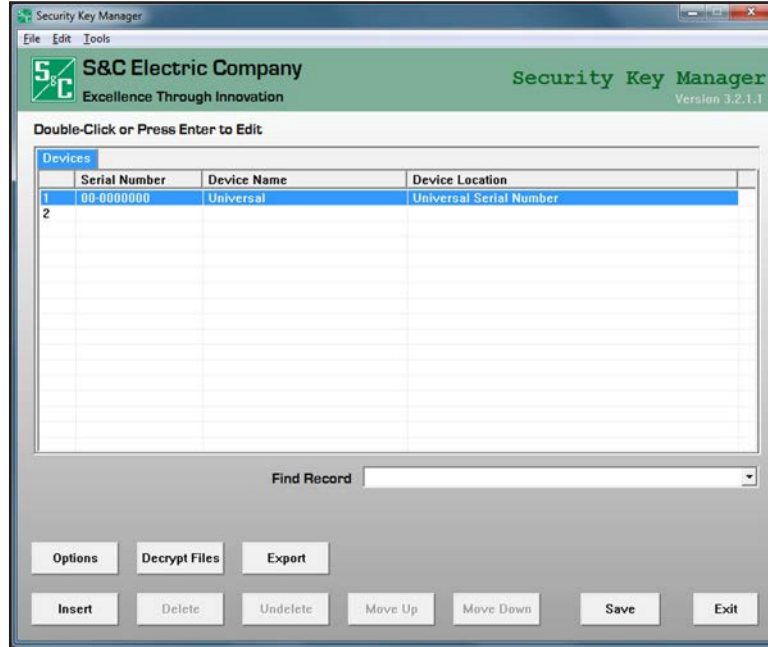 Security Key Manager
File Edit Tools
S&C
S&C Electric Company
Excellence Through Innovation
Security Key Manager
Version 3.2.1.1
Double-Click or Press Enter to Edit
Devices
Serial Number Device Name Device Location
1 00-0000000 Universal Universal Serial Number
2
Find Record
Options Decrypt Files Export
Insert Delete Undelete Move Up Move Down Save Exit